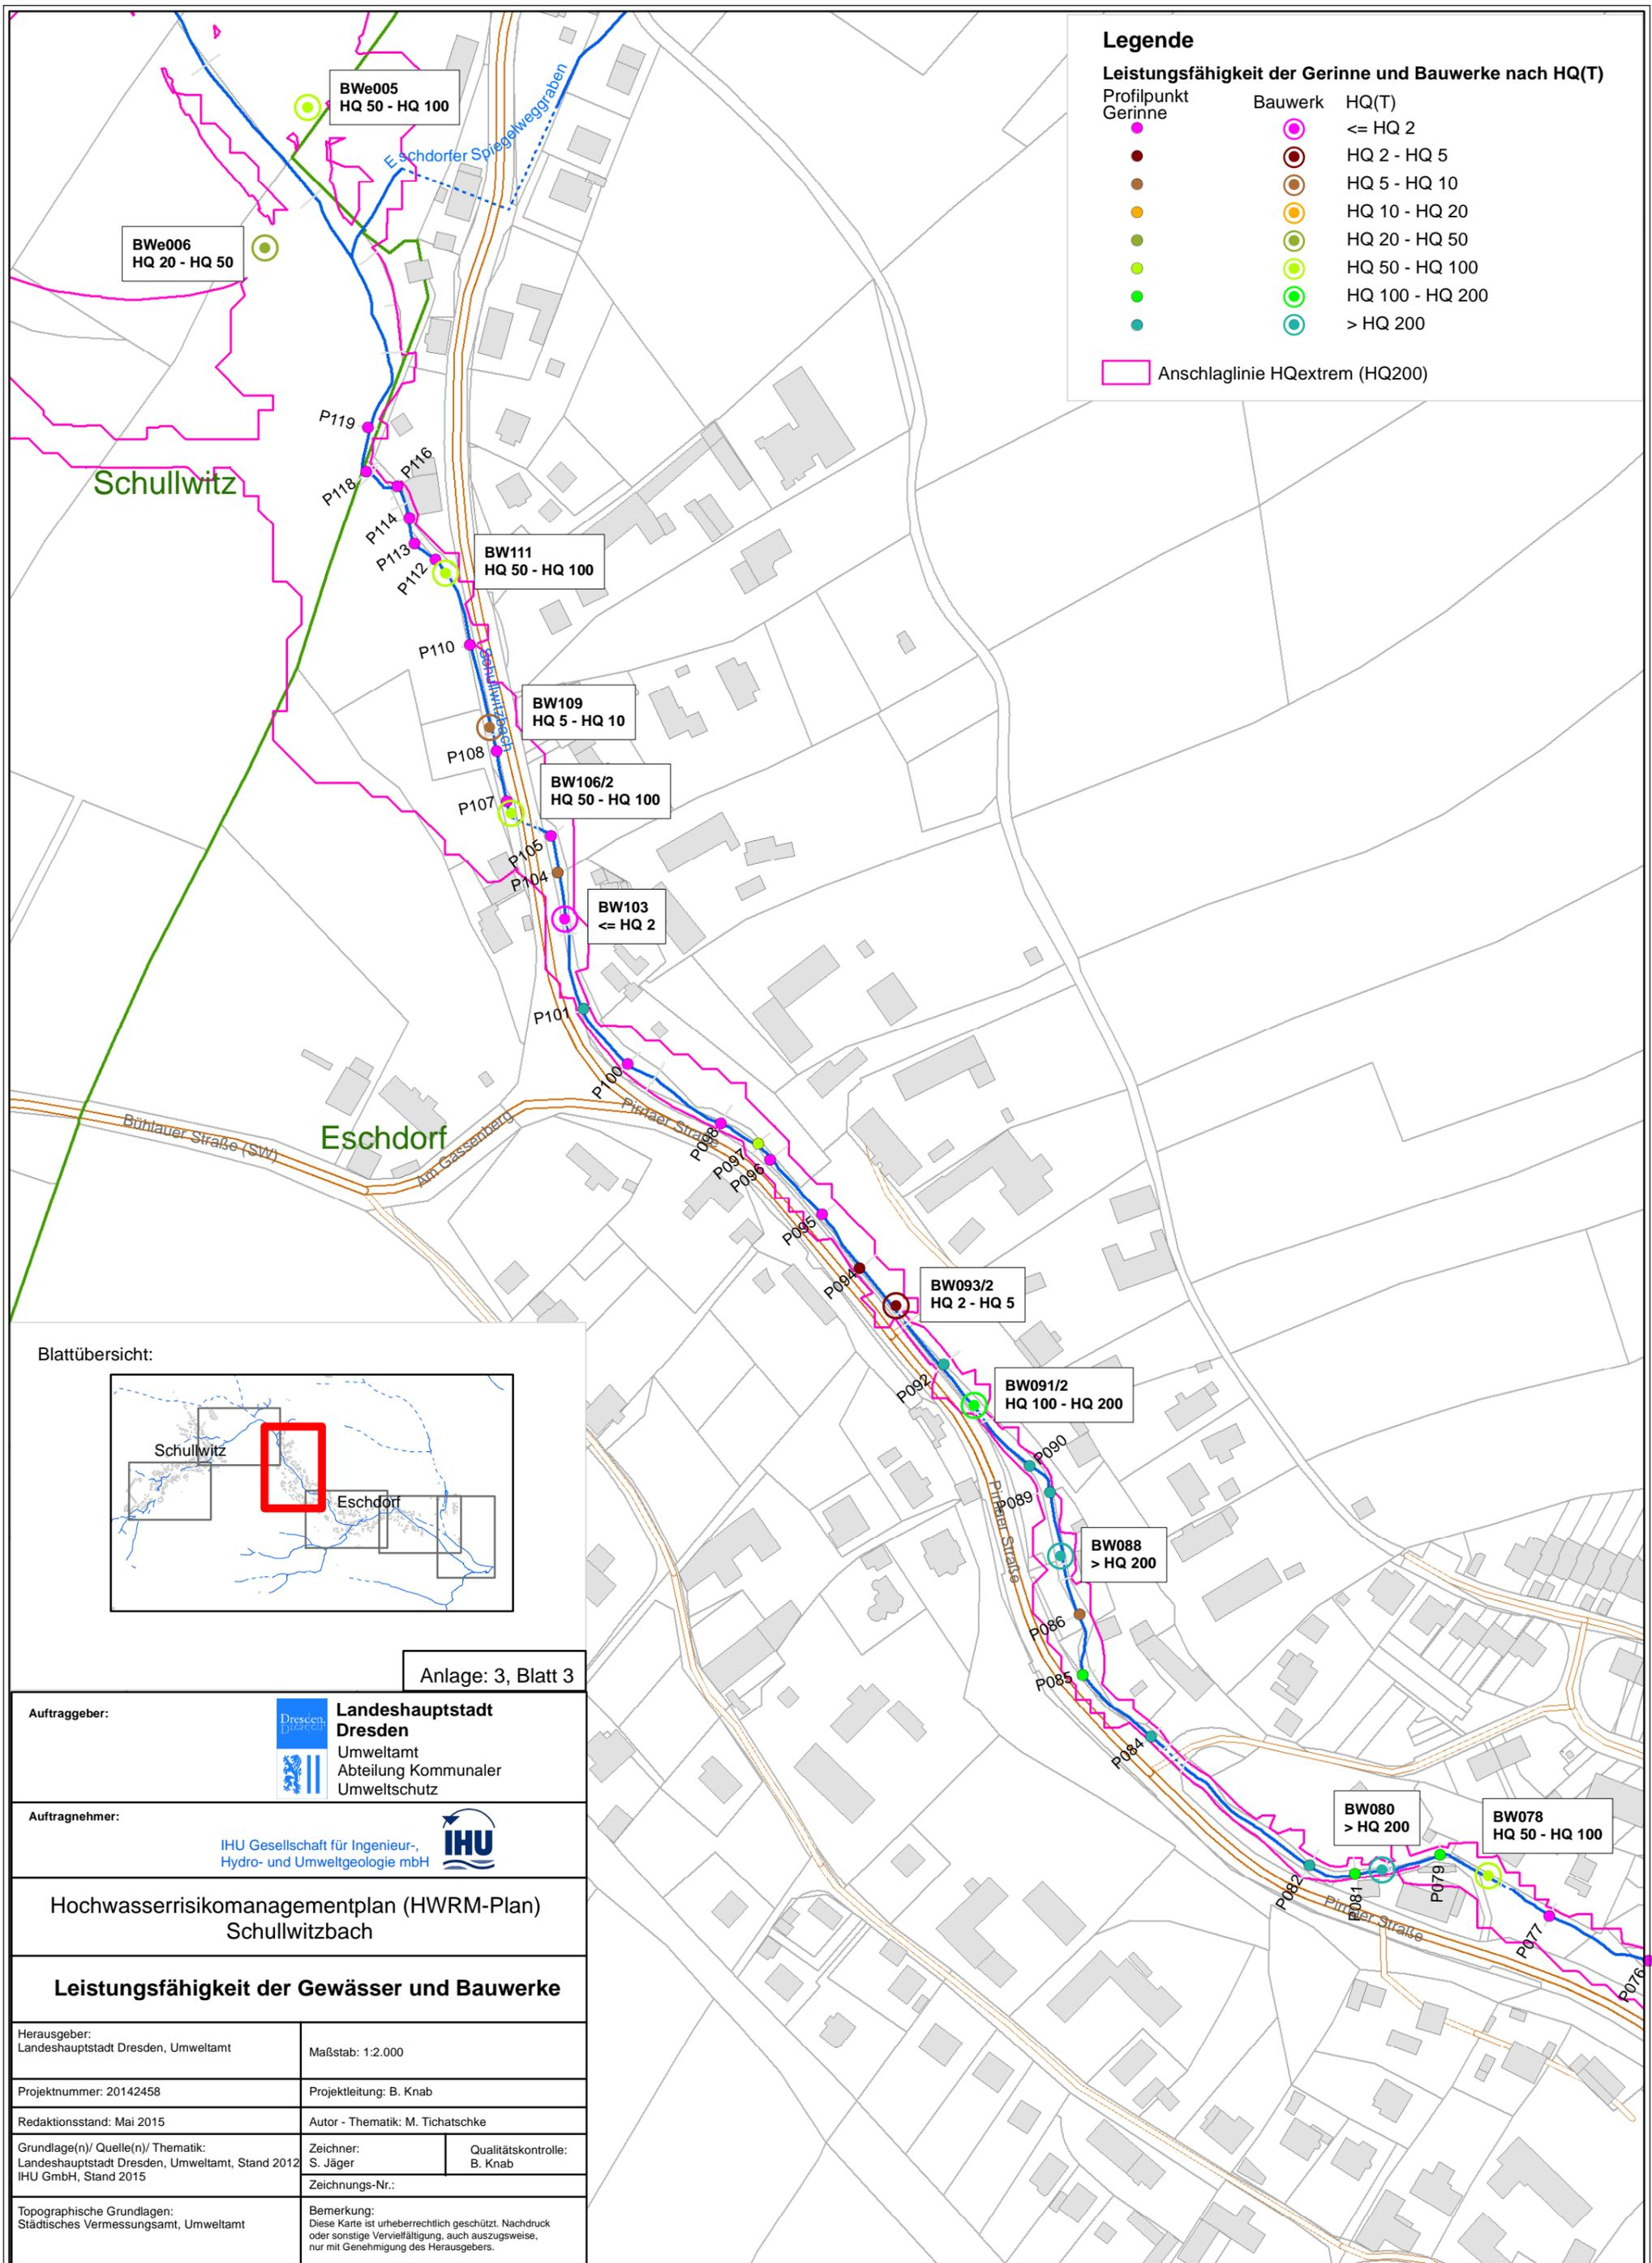 Legende
Leistungsfähigkeit der Gerinne und Bauwerke nach HQ(T)
Profilpunkt
Gerinne
Bauwerk
HQ(T)
<= HQ 2
HQ 2 - HQ 5
HQ 5 - HQ 10
HQ 10 - HQ 20
HQ 20 - HQ 50
HQ 50 - HQ 100
HQ 100 - HQ 200
> HQ 200
Anschlaglinie HQextrem (HQ200)
BWe005
HQ 50 - HQ 100
E schdorfer Spiegelweggraben
BWe006
HQ 20 - HQ 50
P119
Schullwitz
P118
P116
P114
P113
P112
BW111
HQ 50 - HQ 100
P110
Schullwitzbach
BW109
HQ 5 - HQ 10
P108
BW106/2
HQ 50 - HQ 100
P107
P105
P104
BW103
<= HQ 2
P101
P100
Bühlauer Straße (SW)
Eschdorf
Am Gassenberg
Pirnaer Straße
P098
P097
P096
P095
P094
BW093/2
HQ 2 - HQ 5
P092
BW091/2
HQ 100 - HQ 200
P090
P089
Pirnaer Straße
BW088
> HQ 200
P086
P085
P084
BW080
> HQ 200
BW078
HQ 50 - HQ 100
P082
P081
P079
Pirnaer Straße
P077
P076
Blattübersicht:
Schullwitz
Eschdorf
Anlage: 3, Blatt 3
Auftraggeber:
Dresden.
Landeshauptstadt
Dresden
Umweltamt
Abteilung Kommunaler
Umweltschutz
Auftragnehmer:
IHU Gesellschaft für Ingenieur-,
Hydro- und Umweltgeologie mbH
IHU
Hochwasserrisikomanagementplan (HWRM-Plan)
Schullwitzbach
Leistungsfähigkeit der Gewässer und Bauwerke
Herausgeber:
Landeshauptstadt Dresden, Umweltamt
Maßstab: 1:2.000
Projektnummer: 20142458
Projektleitung: B. Knab
Redaktionsstand: Mai 2015
Autor - Thematik: M. Tichatschke
Grundlage(n)/ Quelle(n)/ Thematik:
Landeshauptstadt Dresden, Umweltamt, Stand 2012
IHU GmbH, Stand 2015
Zeichner:
S. Jäger
Qualitätskontrolle:
B. Knab
Zeichnungs-Nr.:
Topographische Grundlagen:
Städtisches Vermessungsamt, Umweltamt
Bemerkung:
Diese Karte ist urheberrechtlich geschützt. Nachdruck
oder sonstige Vervielfältigung, auch auszugsweise,
nur mit Genehmigung des Herausgebers.